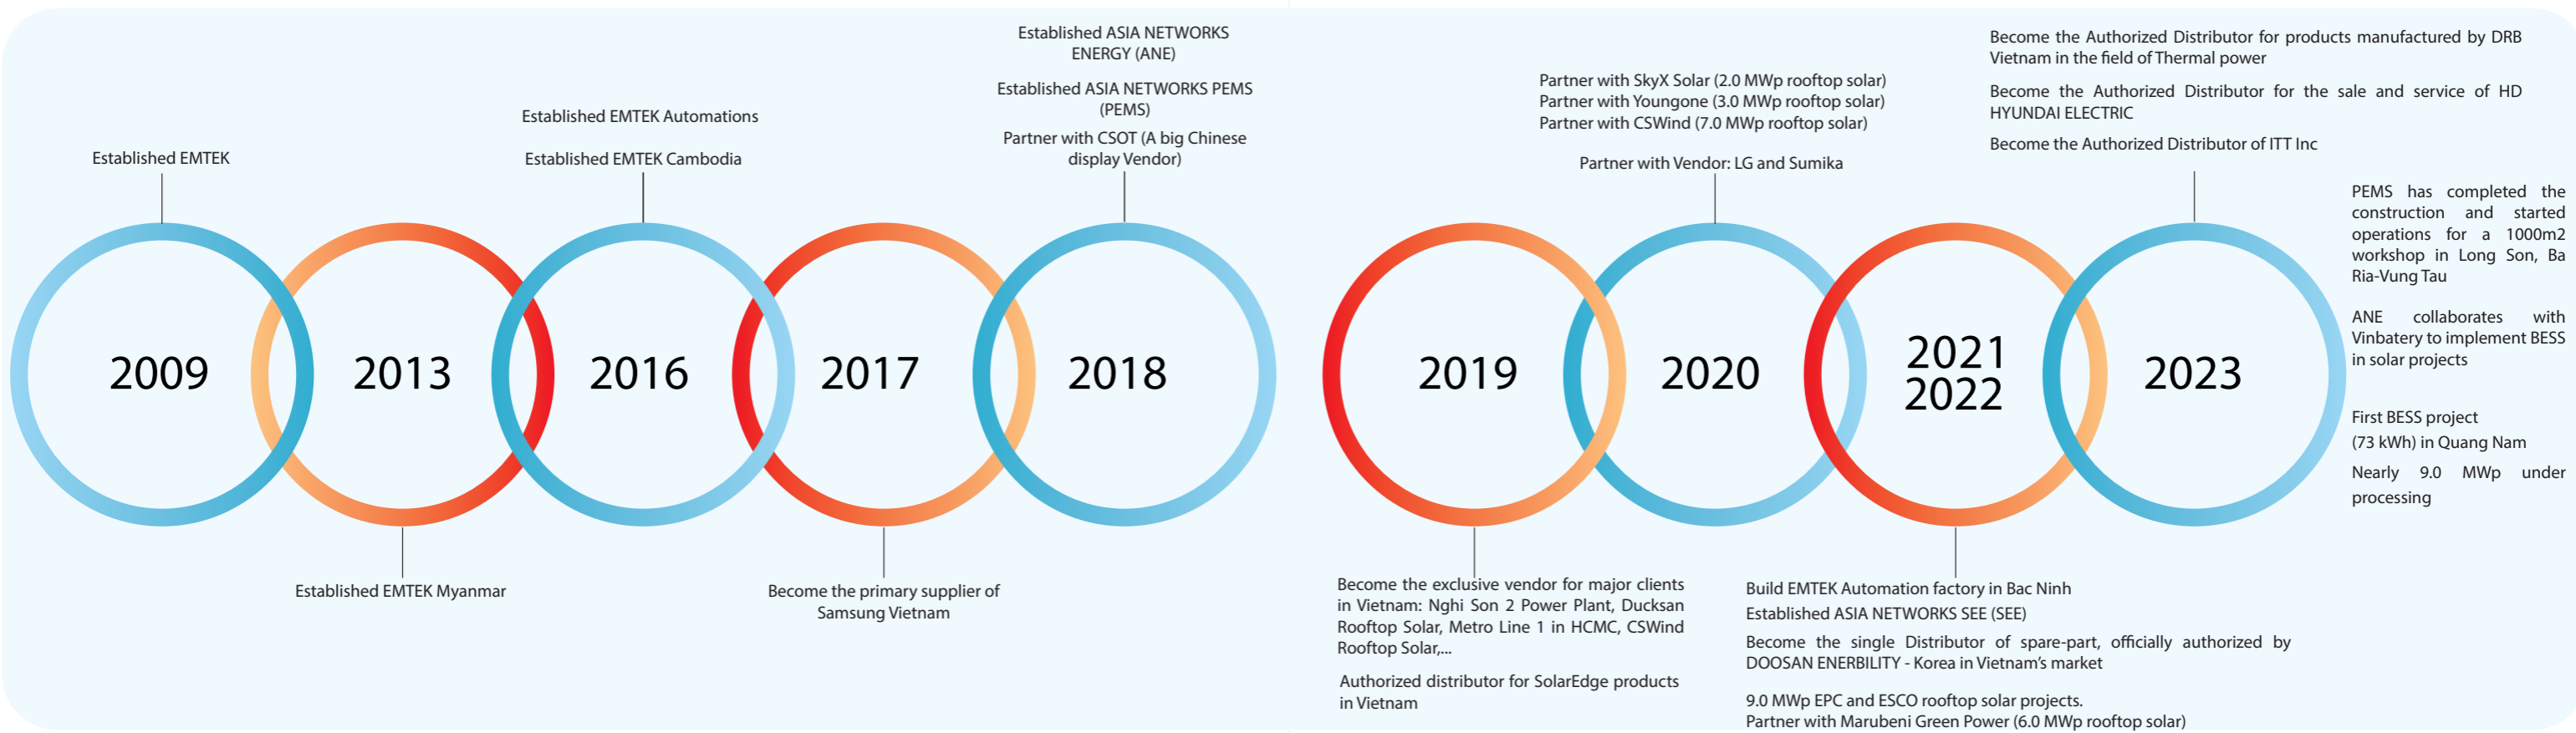 Established EMTEK
2009
2013
Established EMTEK Myanmar
Established EMTEK Automations
Established EMTEK Cambodia
2016
2017
Become the primary supplier of
Samsung Vietnam
Established ASIA NETWORKS
ENERGY (ANE)
Established ASIA NETWORKS PEMS
(PEMS)
Partner with CSOT (A big Chinese
display Vendor)
2018
2019
Become the exclusive vendor for major clients
in Vietnam: Nghi Son 2 Power Plant, Ducksan
Rooftop Solar, Metro Line 1 in HCMC, CSWind
Rooftop Solar,...
Authorized distributor for SolarEdge products
in Vietnam
Partner with SkyX Solar (2.0 MWp rooftop solar)
Partner with Youngone (3.0 MWp rooftop solar)
Partner with CSWind (7.0 MWp rooftop solar)
Partner with Vendor: LG and Sumika
2020
2021
2022
Build EMTEK Automation factory in Bac Ninh
Established ASIA NETWORKS SEE (SEE)
Become the single Distributor of spare-part, officially authorized by
DOOSAN ENERBILITY - Korea in Vietnam's market
9.0 MWp EPC and ESCO rooftop solar projects.
Partner with Marubeni Green Power (6.0 MWp rooftop solar)
Become the Authorized Distributor for products manufactured by DRB
Vietnam in the field of Thermal power
Become the Authorized Distributor for the sale and service of HD
HYUNDAI ELECTRIC
Become the Authorized Distributor of ITT Inc
2023
PEMS has completed the
construction and started
operations for a 1000m2
workshop in Long Son, Ba
Ria-Vung Tau
ANE collaborates with
Vinbatery to implement BESS
in solar projects
First BESS project
(73 kWh) in Quang Nam
Nearly 9.0 MWp under
processing